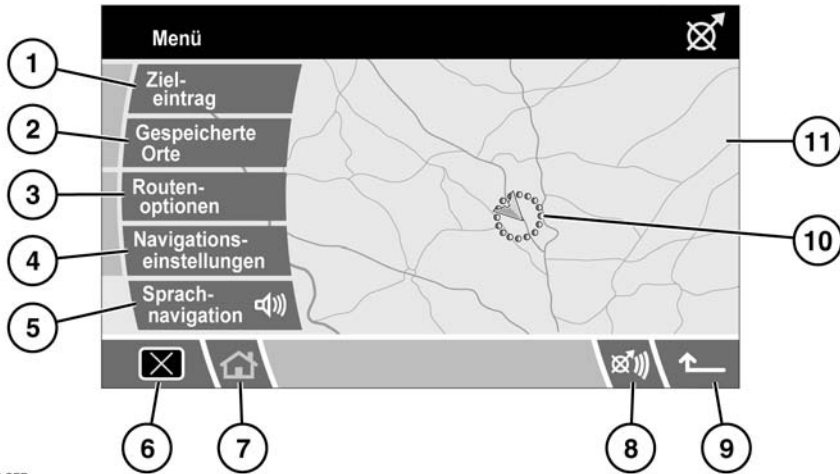 Menü
1
Ziel-
eintrag
2
Gespeicherte
Orte
3
Routen-
optionen
4
Navigations-
einstellungen
5
Sprach-
navigation
6
7
8
9
10
11